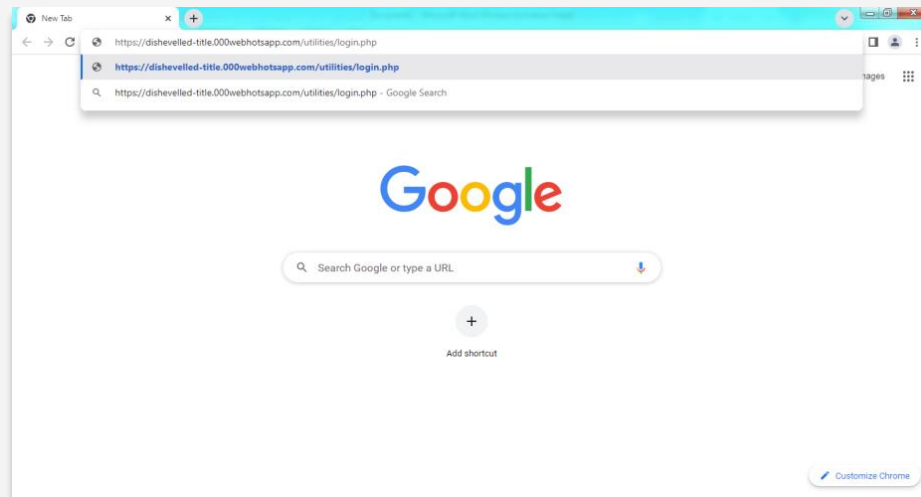 New Tab
https://dishevelled-title.000webhotsapp.com/utilities/login.php
https://dishevelled-title.000webhotsapp.com/utilities/login.php
https://dishevelled-title.000webhotsapp.com/utilities/login.php - Google Search
Google
Search Google or type a URL
Add shortcut
Customize Chrome